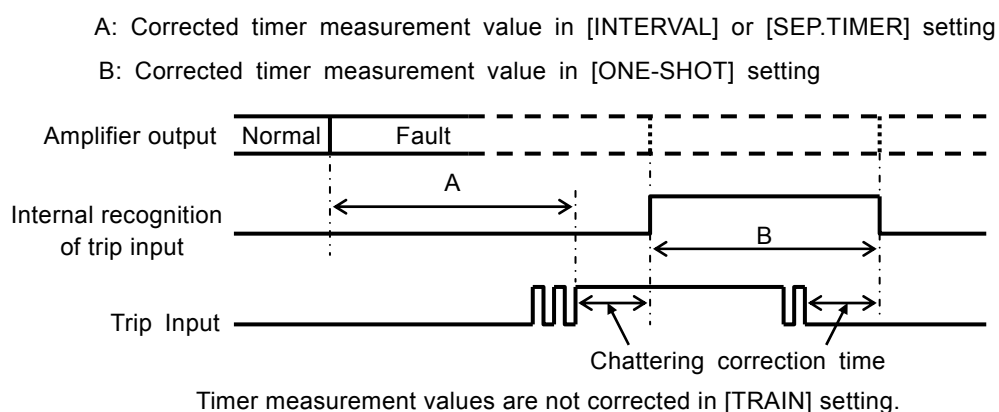 A: Corrected timer measurement value in [INTERVAL] or [SEP.TIMER] setting
B: Corrected timer measurement value in [ONE-SHOT] setting
Amplifier output
Normal
Fault
A
Internal recognition
of trip input
B
Trip Input
Chattering correction time
Timer measurement values are not corrected in [TRAIN] setting.